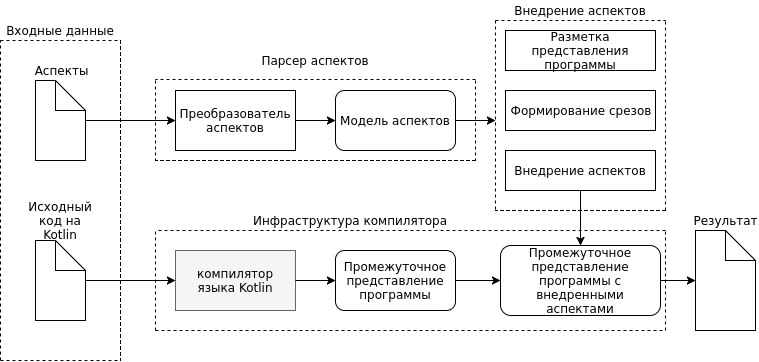 Входные данные
Аспекты
Парсер аспектов
Преобразователь
аспектов
Модель аспектов
Внедрение аспектов
Разметка
представления
программы
Формирование срезов
Внедрение аспектов
Исходный
код на
Kotlin
Инфраструктура компилятора
компилятор
языка Kotlin
Промежуточное
представление
программы
Промежуточное
представление
программы с
внедренными
аспектами
Результат